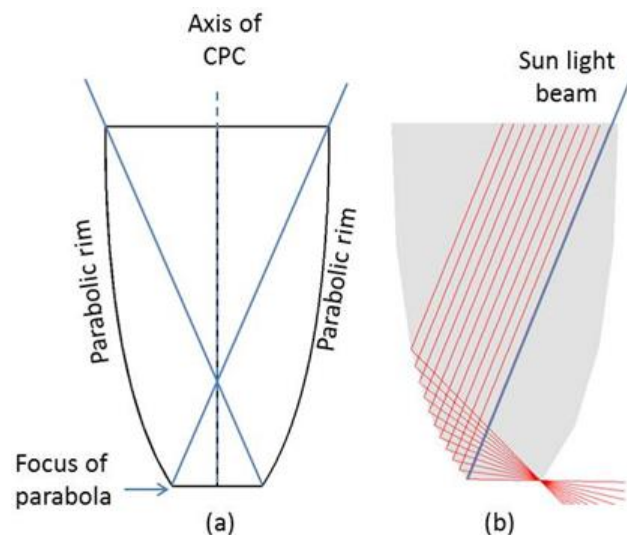 Axis of
CPC
Sun light
beam
Parabolic rim
Parabolic rim
Focus of
parabola
(a)
(b)